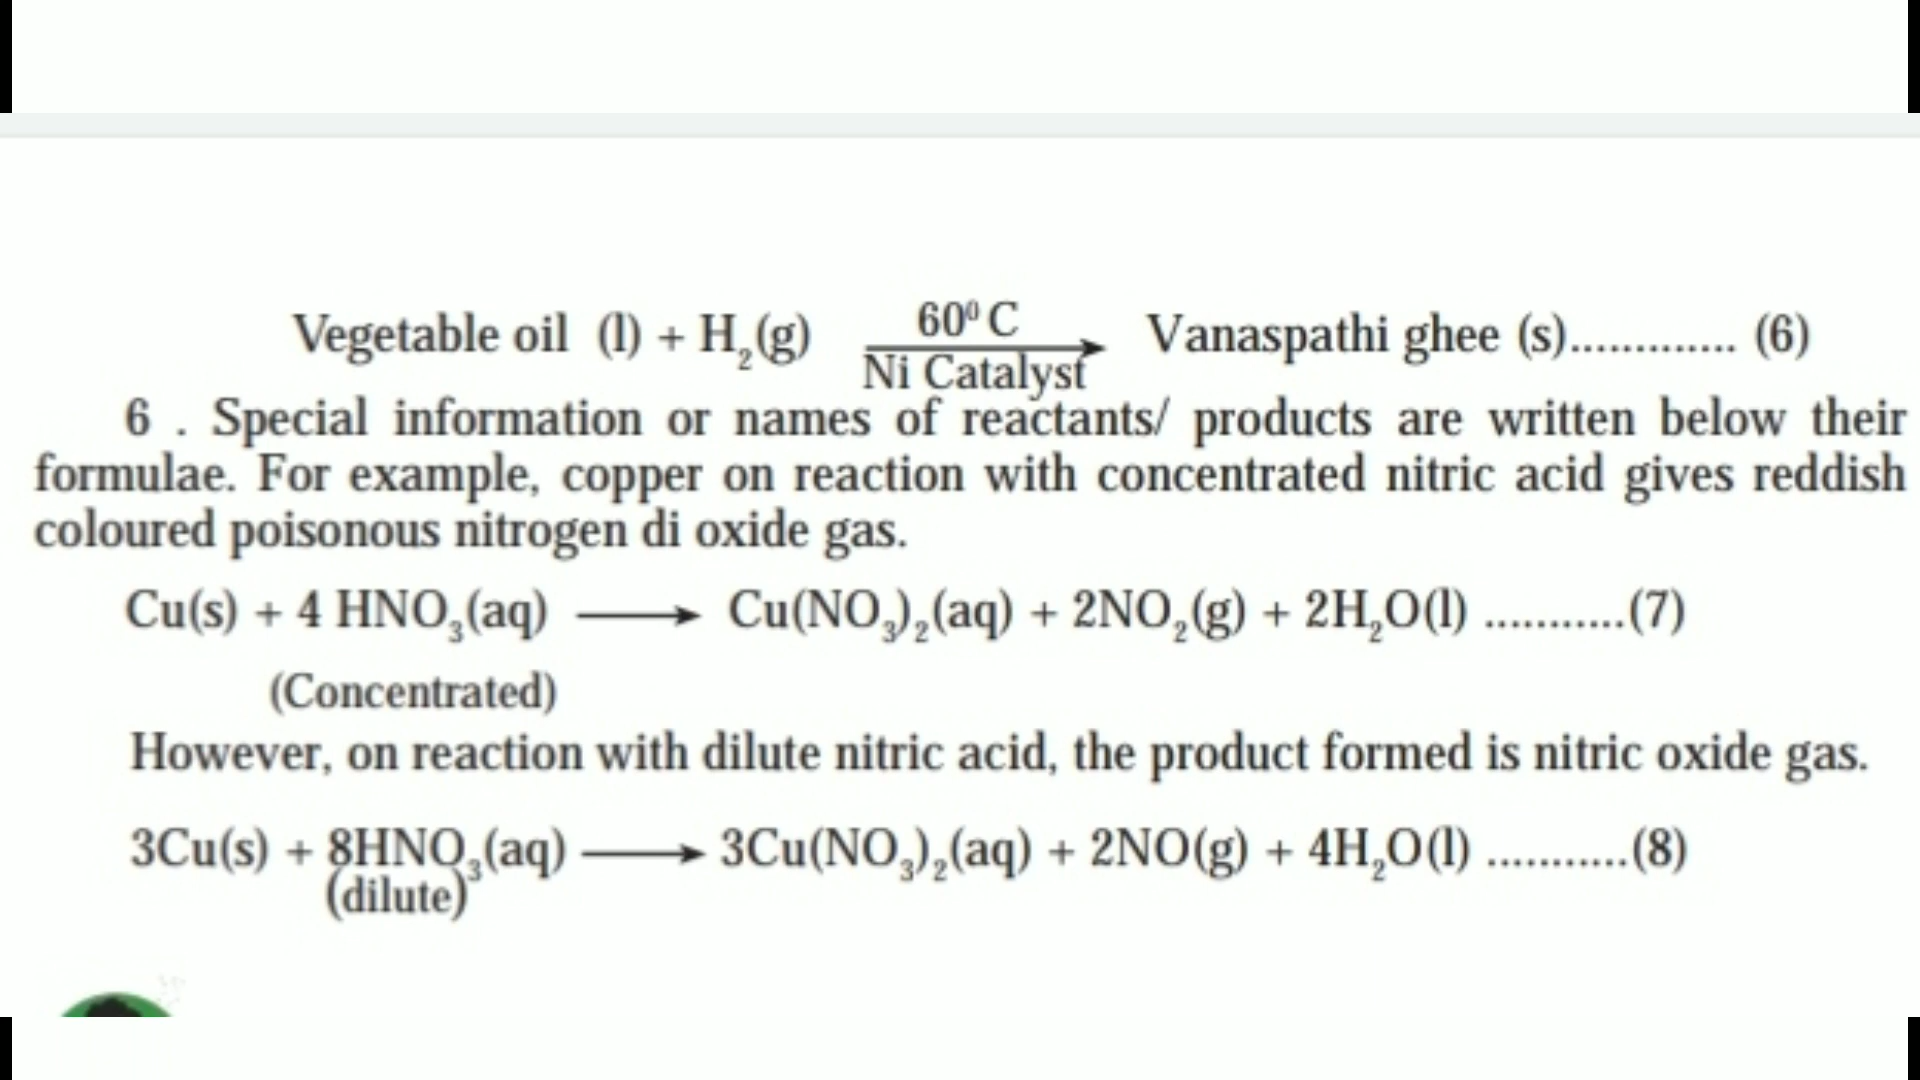 60⁰ C
Vegetable oil (l) + H₂(g) ⟶ Vanaspathi ghee (s)............. (6)
Ni Catalyst
6 . Special information or names of reactants/ products are written below their
formulae. For example, copper on reaction with concentrated nitric acid gives reddish
coloured poisonous nitrogen di oxide gas.
Cu(s) + 4 HNO₃(aq) ⟶ Cu(NO₃)₂(aq) + 2NO₂(g) + 2H₂O(l) ...........(7)
(Concentrated)
However, on reaction with dilute nitric acid, the product formed is nitric oxide gas.
3Cu(s) + 8HNO₃(aq) ⟶ 3Cu(NO₃)₂(aq) + 2NO(g) + 4H₂O(l) ...........(8)
(dilute)